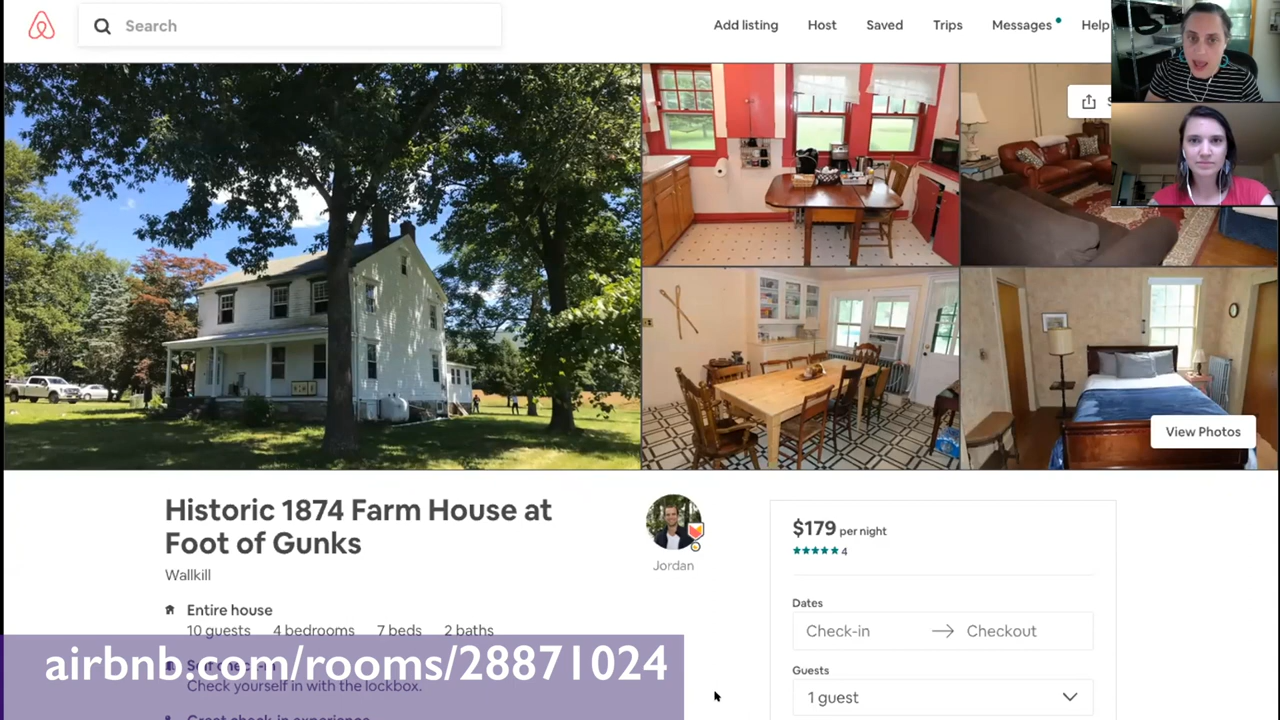 Search
Add listing
Host
Saved
Trips
Messages
Help
View Photos
Historic 1874 Farm House at
Foot of Gunks
Wallkill
Jordan
Entire house
10 guests 4 bedrooms 7 beds 2 baths
Check yourself in with the lockbox.
airbnb.com/rooms/28871024
$179 per night
4
Dates
Check-in
Checkout
Guests
1 guest